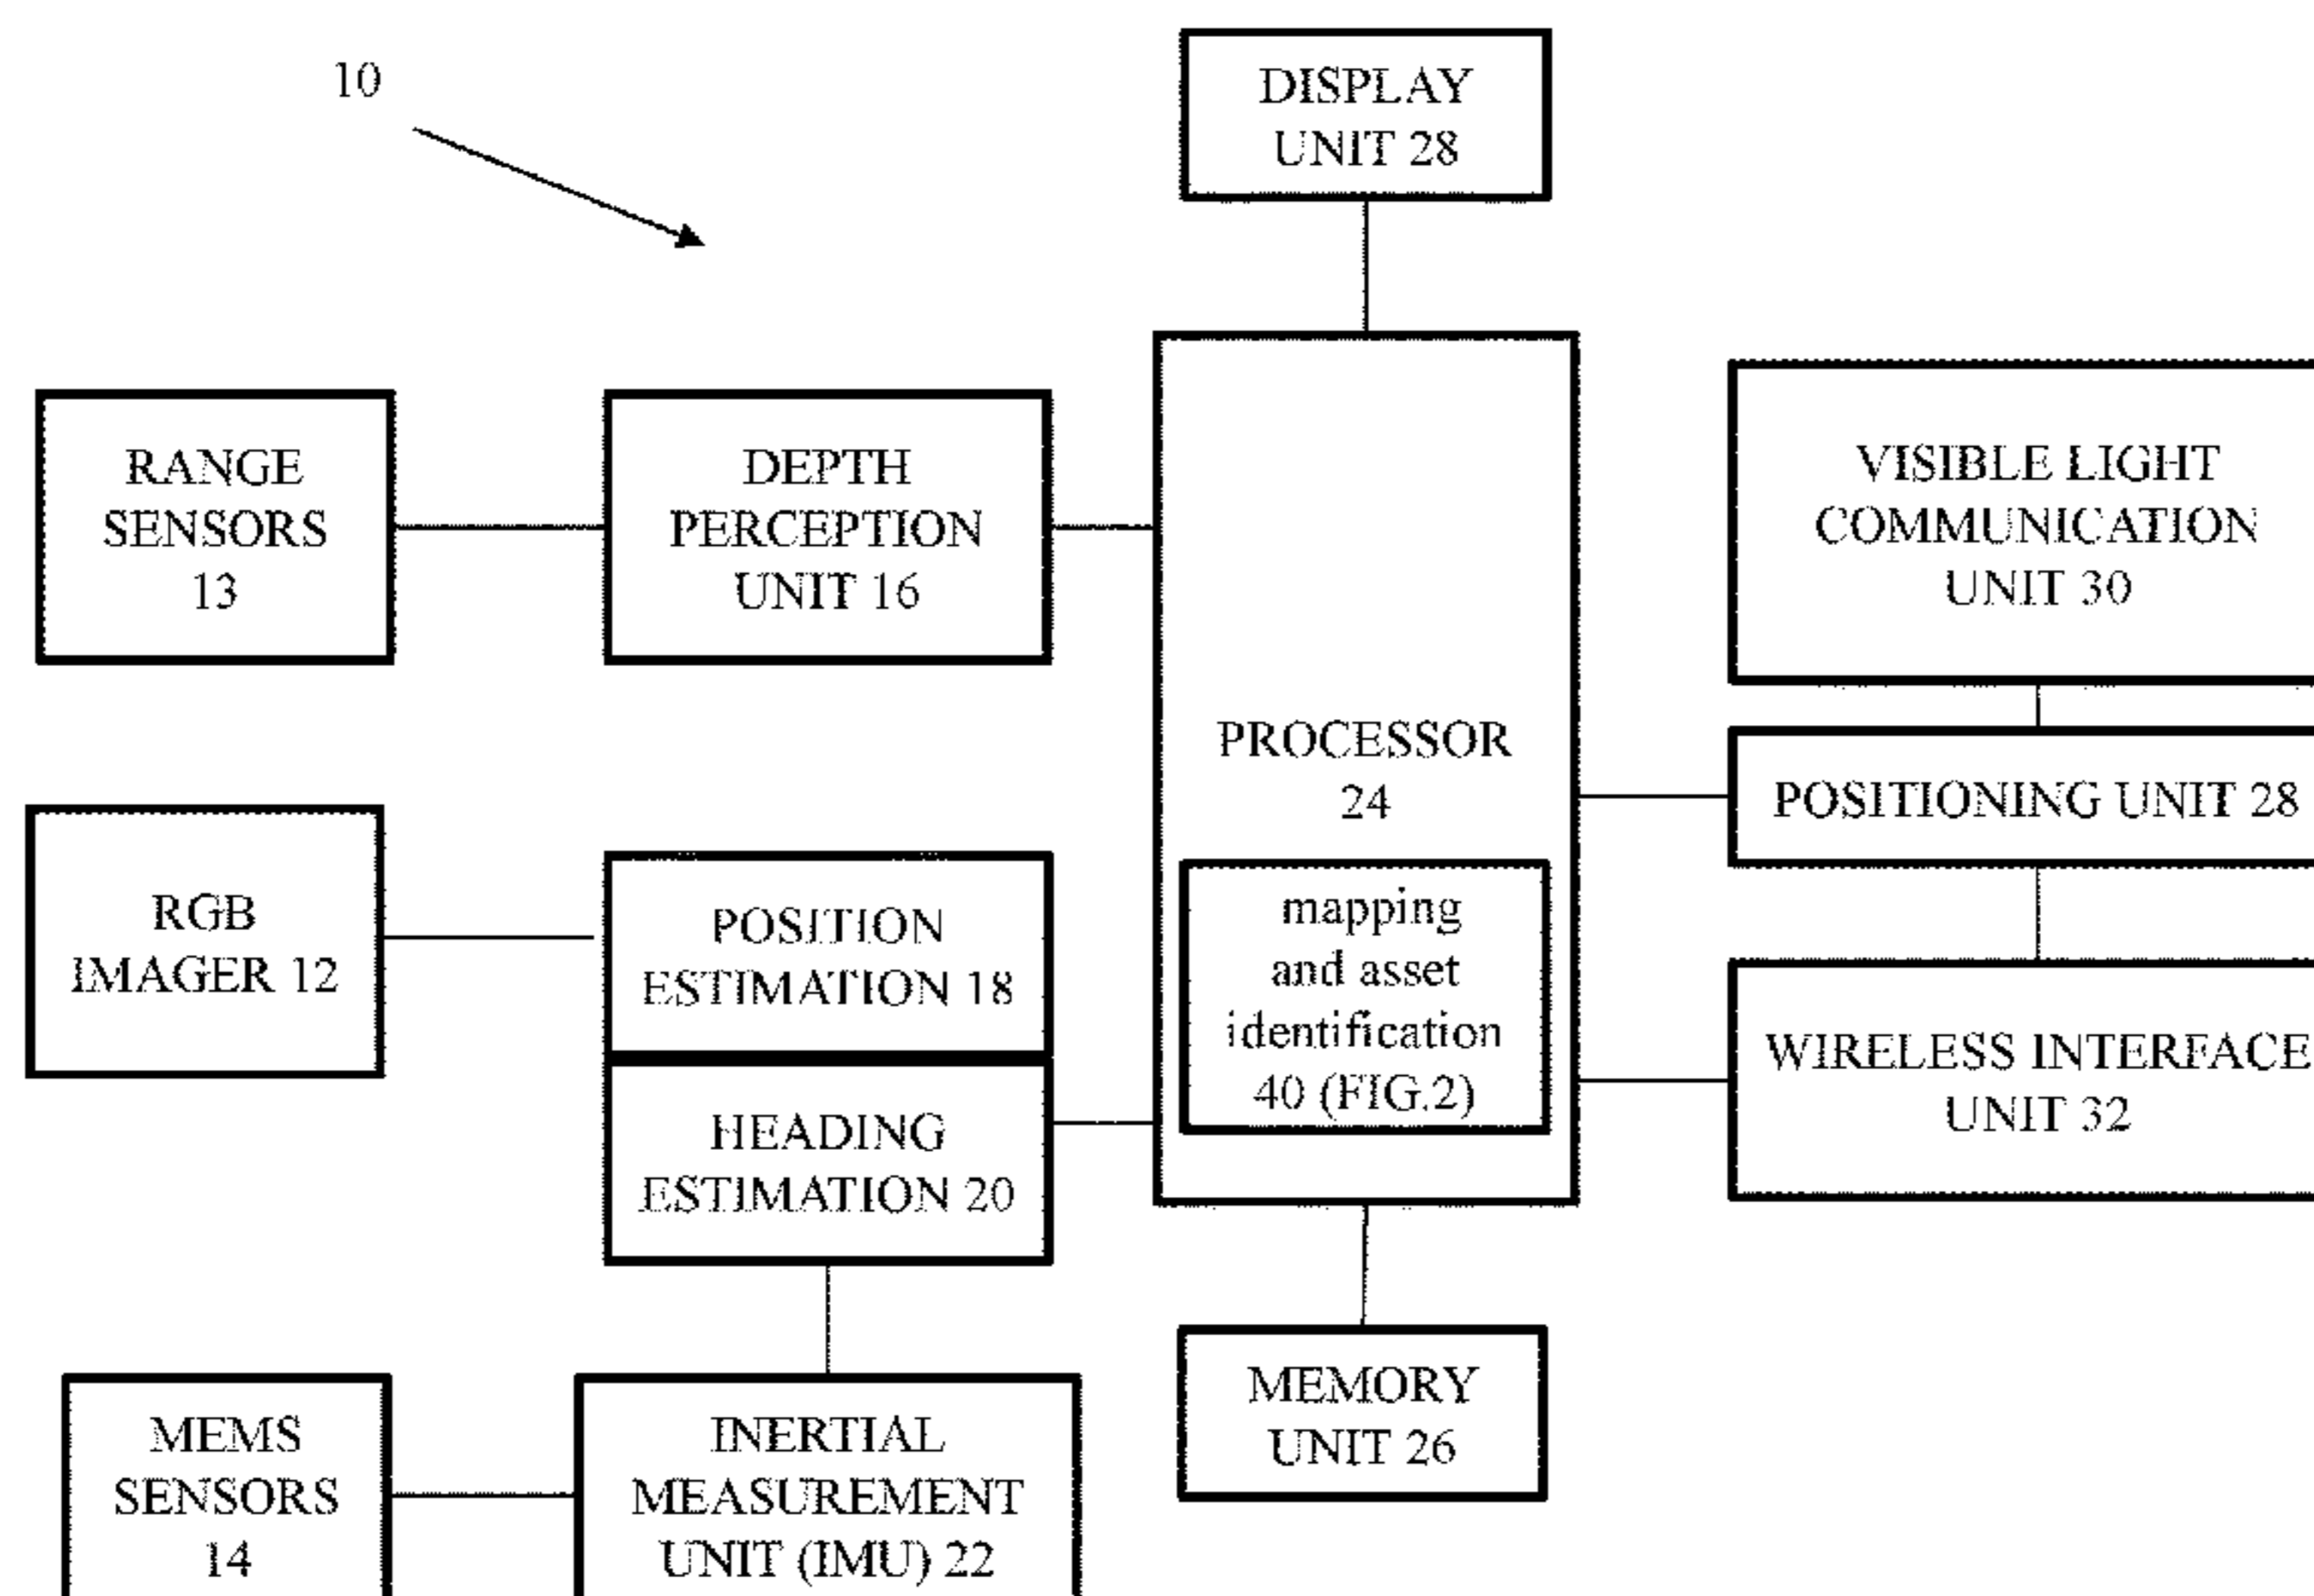 10
DISPLAY
UNIT 28
RANGE
SENSORS
13
DEPTH
PERCEPTION
UNIT 16
PROCESSOR
24
mapping
and asset
identification
40 (FIG.2)
VISIBLE LIGHT
COMMUNICATION
UNIT 30
POSITIONING UNIT 28
WIRELESS INTERFACE
UNIT 32
RGB
IMAGER 12
POSITION
ESTIMATION 18
HEADING
ESTIMATION 20
MEMORY
UNIT 26
MEMS
SENSORS
14
INERTIAL
MEASUREMENT
UNIT (IMU) 22